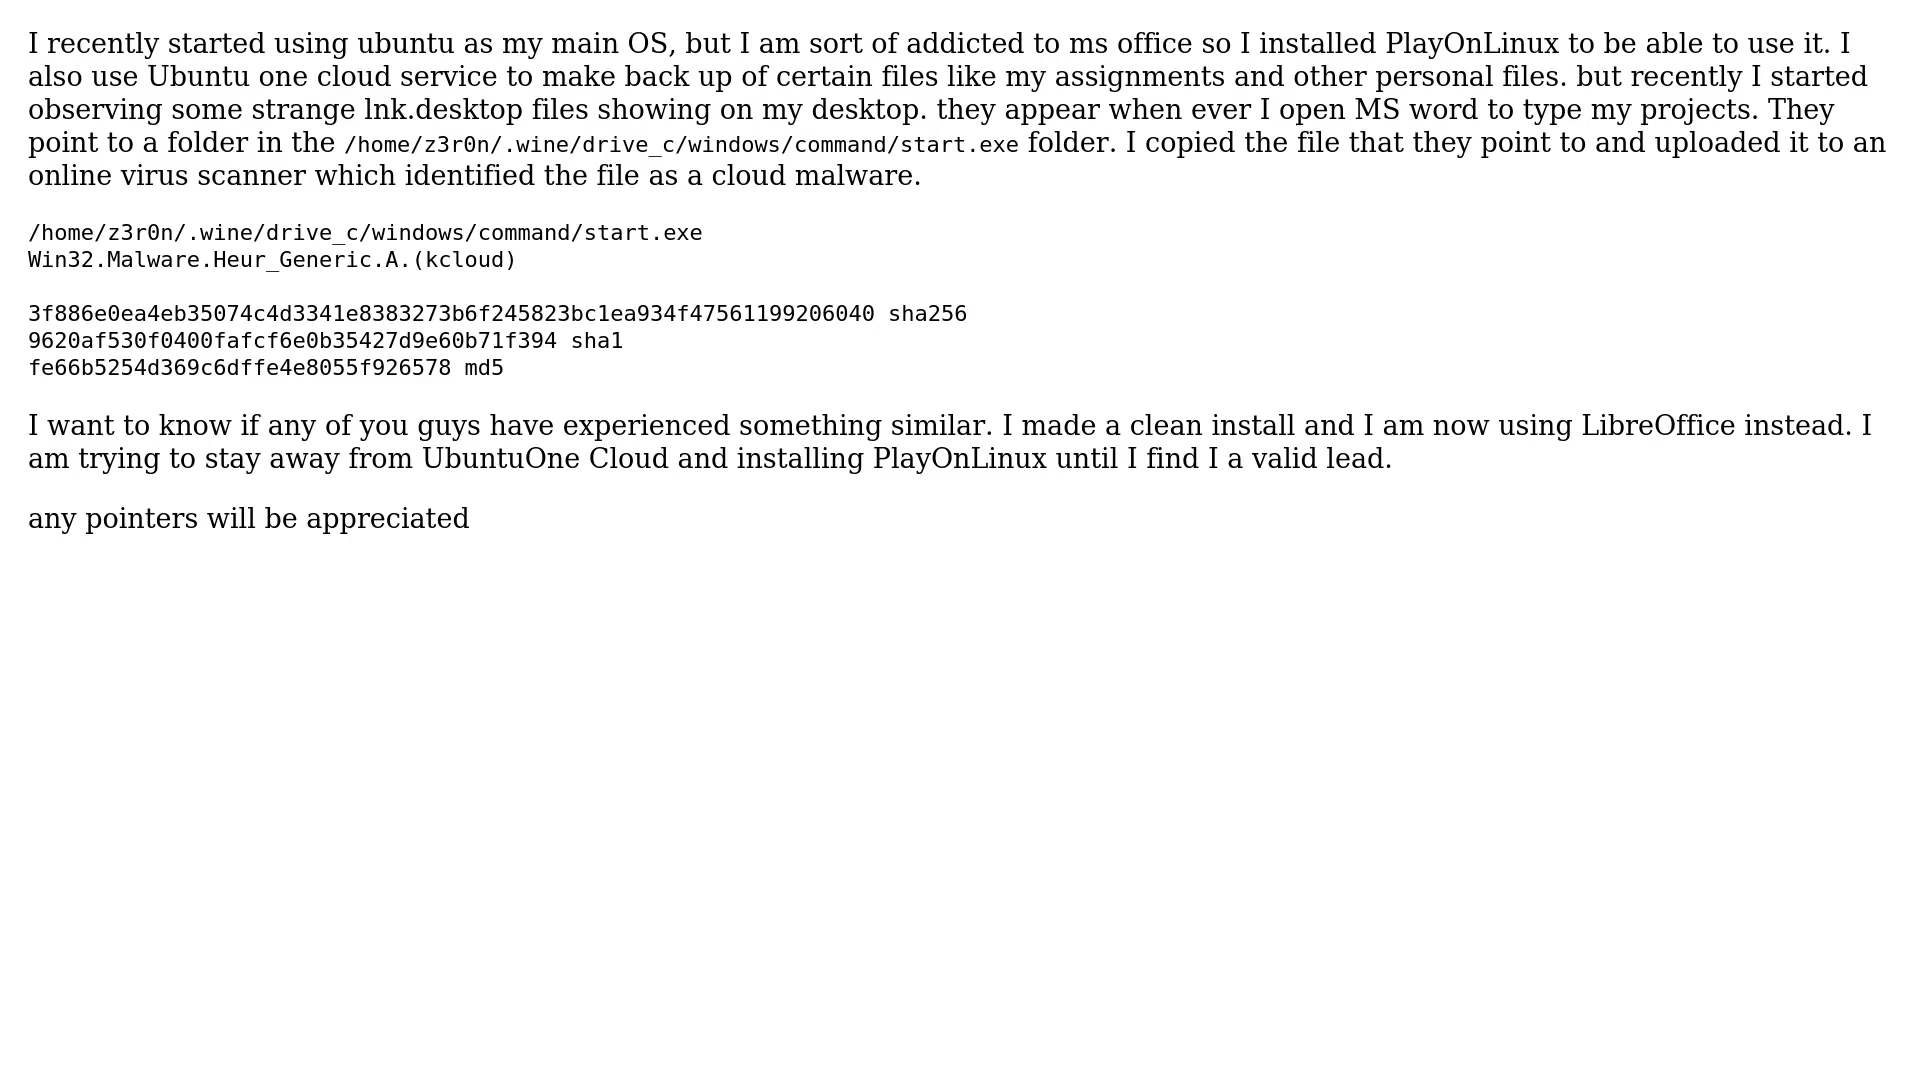 I recently started using ubuntu as my main OS, but I am sort of addicted to ms office so I installed PlayOnLinux to be able to use it. I
also use Ubuntu one cloud service to make back up of certain files like my assignments and other personal files. but recently I started
observing some strange lnk.desktop files showing on my desktop. they appear when ever I open MS word to type my projects. They
point to a folder in the /home/z3r0n/.wine/drive_c/windows/command/start.exe folder. I copied the file that they point to and uploaded it to an
online virus scanner which identified the file as a cloud malware.
/home/z3r0n/.wine/drive_c/windows/command/start.exe
Win32.Malware.Heur_Generic.A.(kcloud)
3f886e0ea4eb35074c4d3341e8383273b6f245823bc1ea934f47561199206040 sha256
9620af530f0400fafcf6e0b35427d9e60b71f394 sha1
fe66b5254d369c6dffe4e8055f926578 md5
I want to know if any of you guys have experienced something similar. I made a clean install and I am now using LibreOffice instead. I
am trying to stay away from UbuntuOne Cloud and installing PlayOnLinux until I find I a valid lead.
any pointers will be appreciated